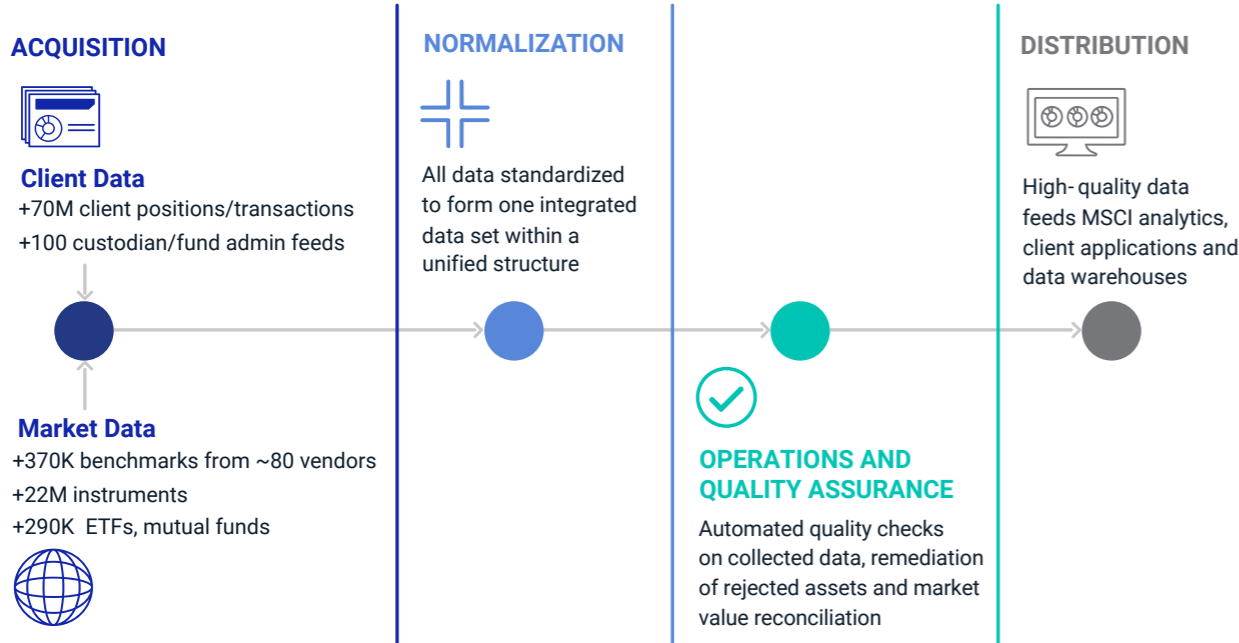 ACQUISITION
Client Data
+70M client positions/transactions
+100 custodian/fund admin feeds
Market Data
+370K benchmarks from ~80 vendors
+22M instruments
+290K ETFs, mutual funds
NORMALIZATION
All data standardized
to form one integrated
data set within a
unified structure
OPERATIONS AND
QUALITY ASSURANCE
Automated quality checks
on collected data, remediation
of rejected assets and market
value reconciliation
DISTRIBUTION
High- quality data
feeds MSCI analytics,
client applications and
data warehouses